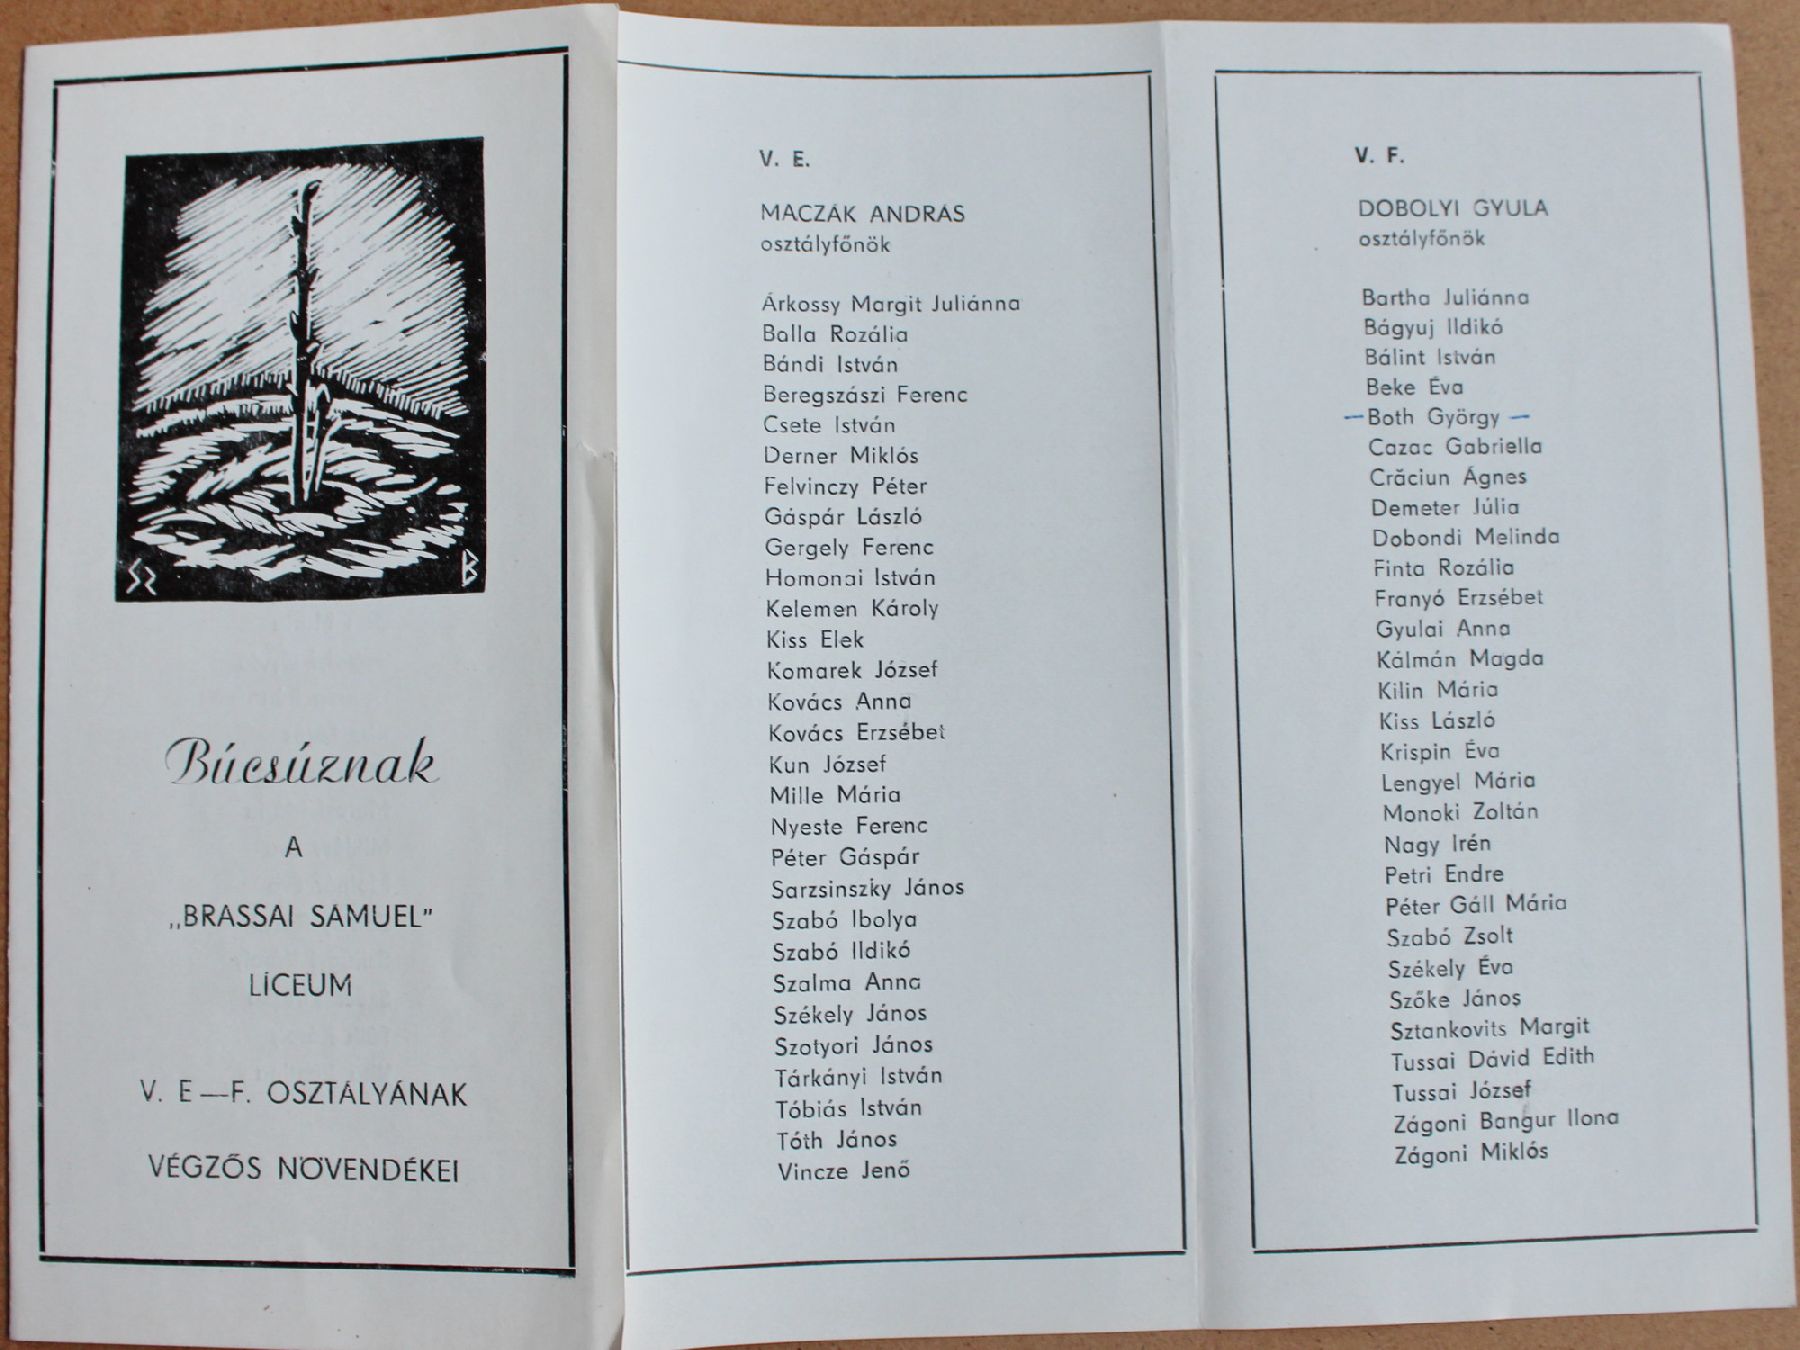 SZ
B
Búcsúznak
A
„BRASSAI SÁMUEL”
LÍCEUM
V. E—F. OSZTÁLYÁNAK
VÉGZŐS NÖVENDÉKEI
V. E.
MACZÁK ANDRÁS
osztályfőnök
Árkossy Margit Juliánna
Balla Rozália
Bándi István
Beregszászi Ferenc
Csete István
Derner Miklós
Felvinczy Péter
Gáspár László
Gergely Ferenc
Homonai István
Kelemen Károly
Kiss Elek
Komarek József
Kovács Anna
Kovács Erzsébet
Kun József
Mille Mária
Nyeste Ferenc
Péter Gáspár
Sarzsinszky János
Szabó Ibolya
Szabó Ildikó
Szalma Anna
Székely János
Szotyori János
Tárkányi István
Tóbiás István
Tóth János
Vincze Jenő
V. F.
DOBOLYI GYULA
osztályfőnök
Bartha Juliánna
Bágyuj Ildikó
Bálint István
Beke Éva
Both György
Cazac Gabriella
Crăciun Ágnes
Demeter Júlia
Dobondi Melinda
Finta Rozália
Franyó Erzsébet
Gyulai Anna
Kálmán Magda
Kilin Mária
Kiss László
Krispin Éva
Lengyel Mária
Monoki Zoltán
Nagy Irén
Petri Endre
Péter Gáll Mária
Szabó Zsolt
Székely Éva
Szőke János
Sztankovits Margit
Tussai Dávid Edith
Tussai József
Zágoni Bangur Ilona
Zágoni Miklós